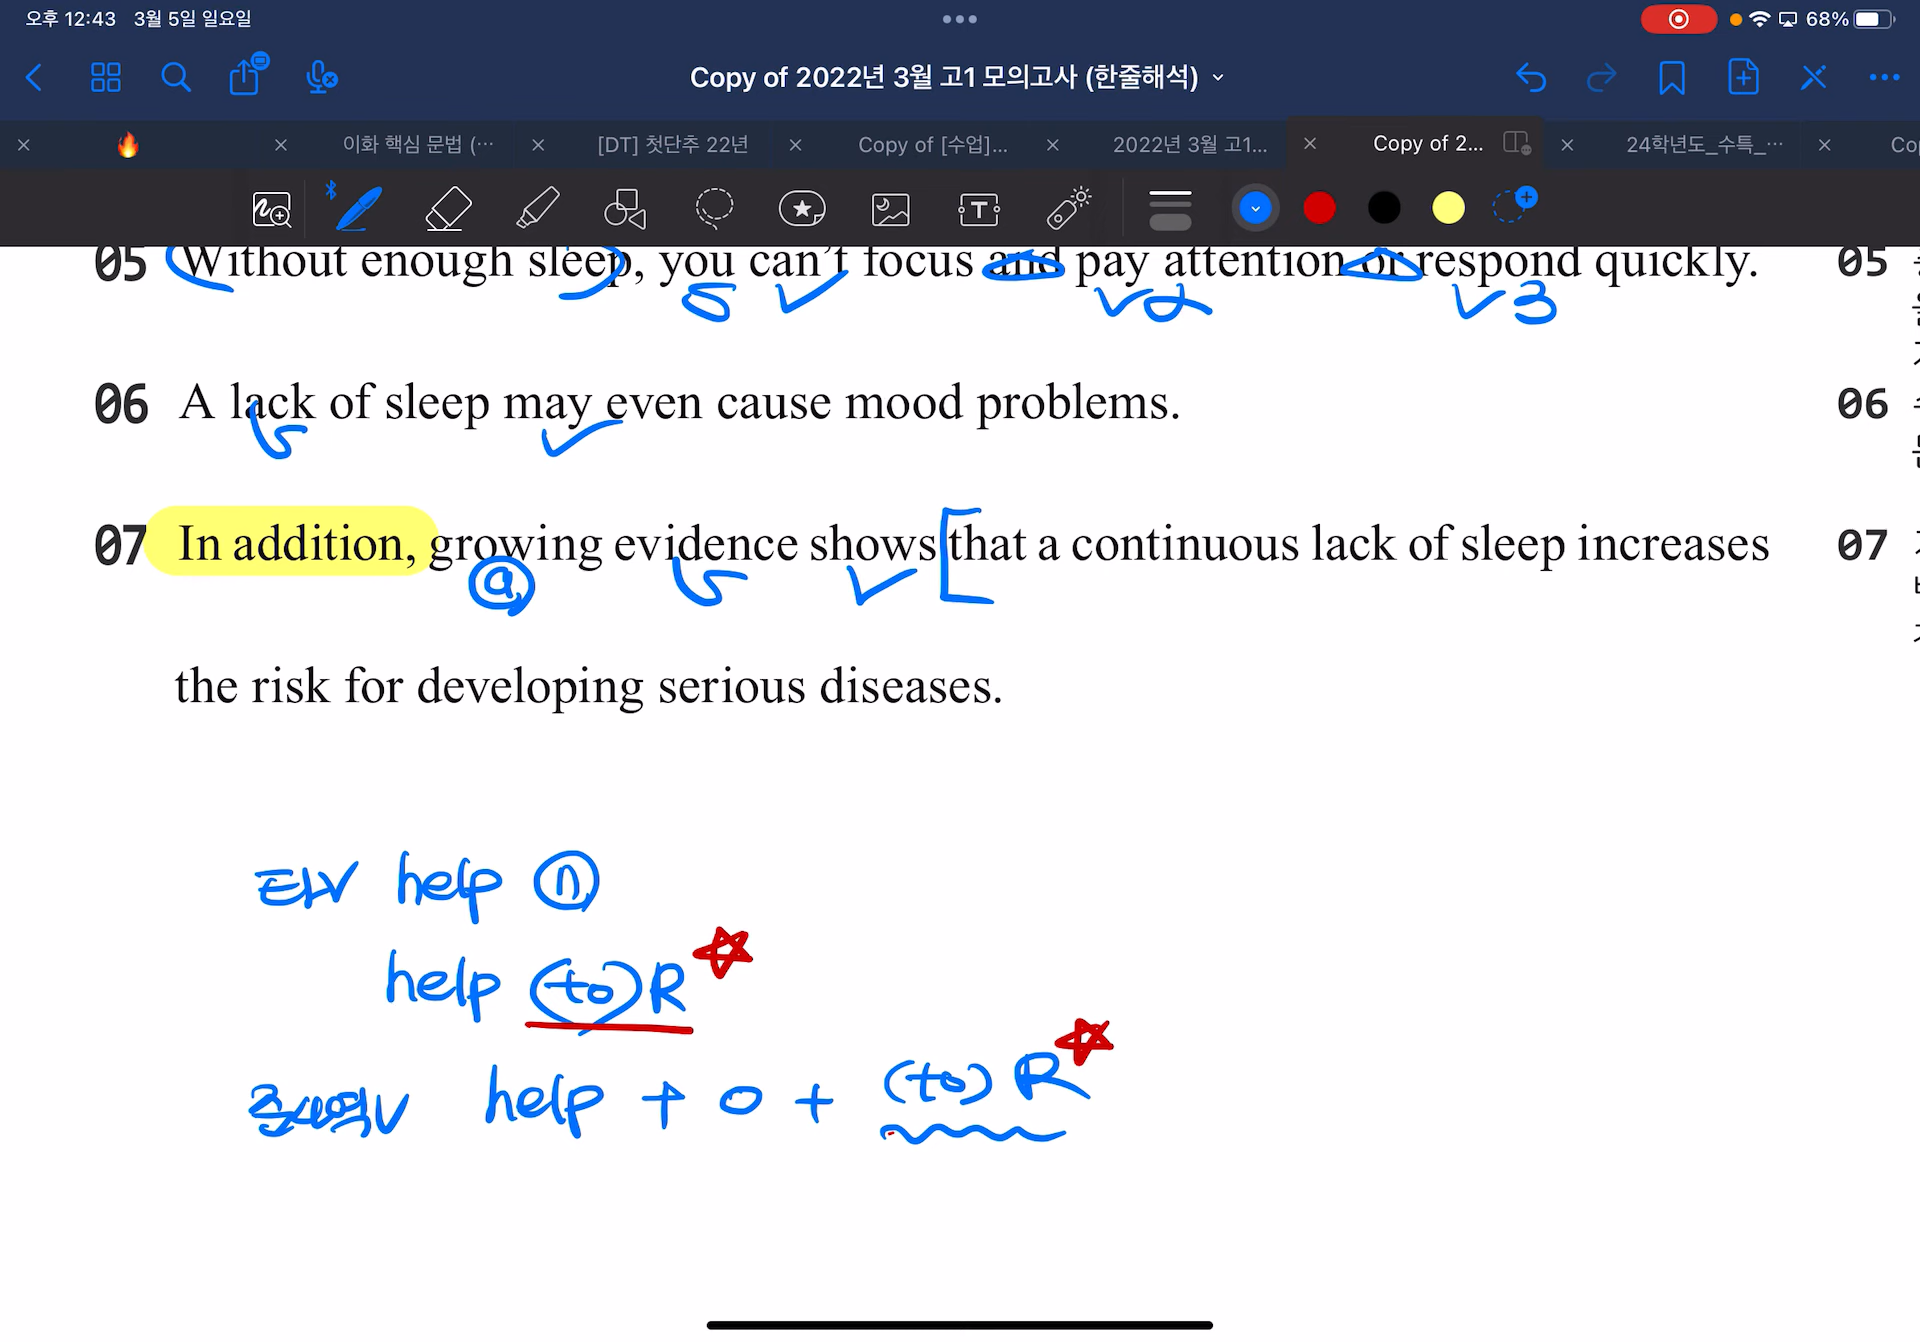 오후 12:43 3월 5일 일요일 68%
Copy of 2022년 3월 고1 모의고사 (한줄해석)
이화 핵심 문법 (… [DT] 첫단추 22년 Copy of [수업]... 2022년 3월 고1... Copy of 2... 24학년도_수특_… Co
05 Without enough sleep, you can't focus and pay attention or respond quickly. 05
S 2 3
06 A lack of sleep may even cause mood problems. 06
S
07 In addition, growing evidence shows that a continuous lack of sleep increases 07
a S
the risk for developing serious diseases.
타V help n
help (to) R
준사역V help + O + (to) R